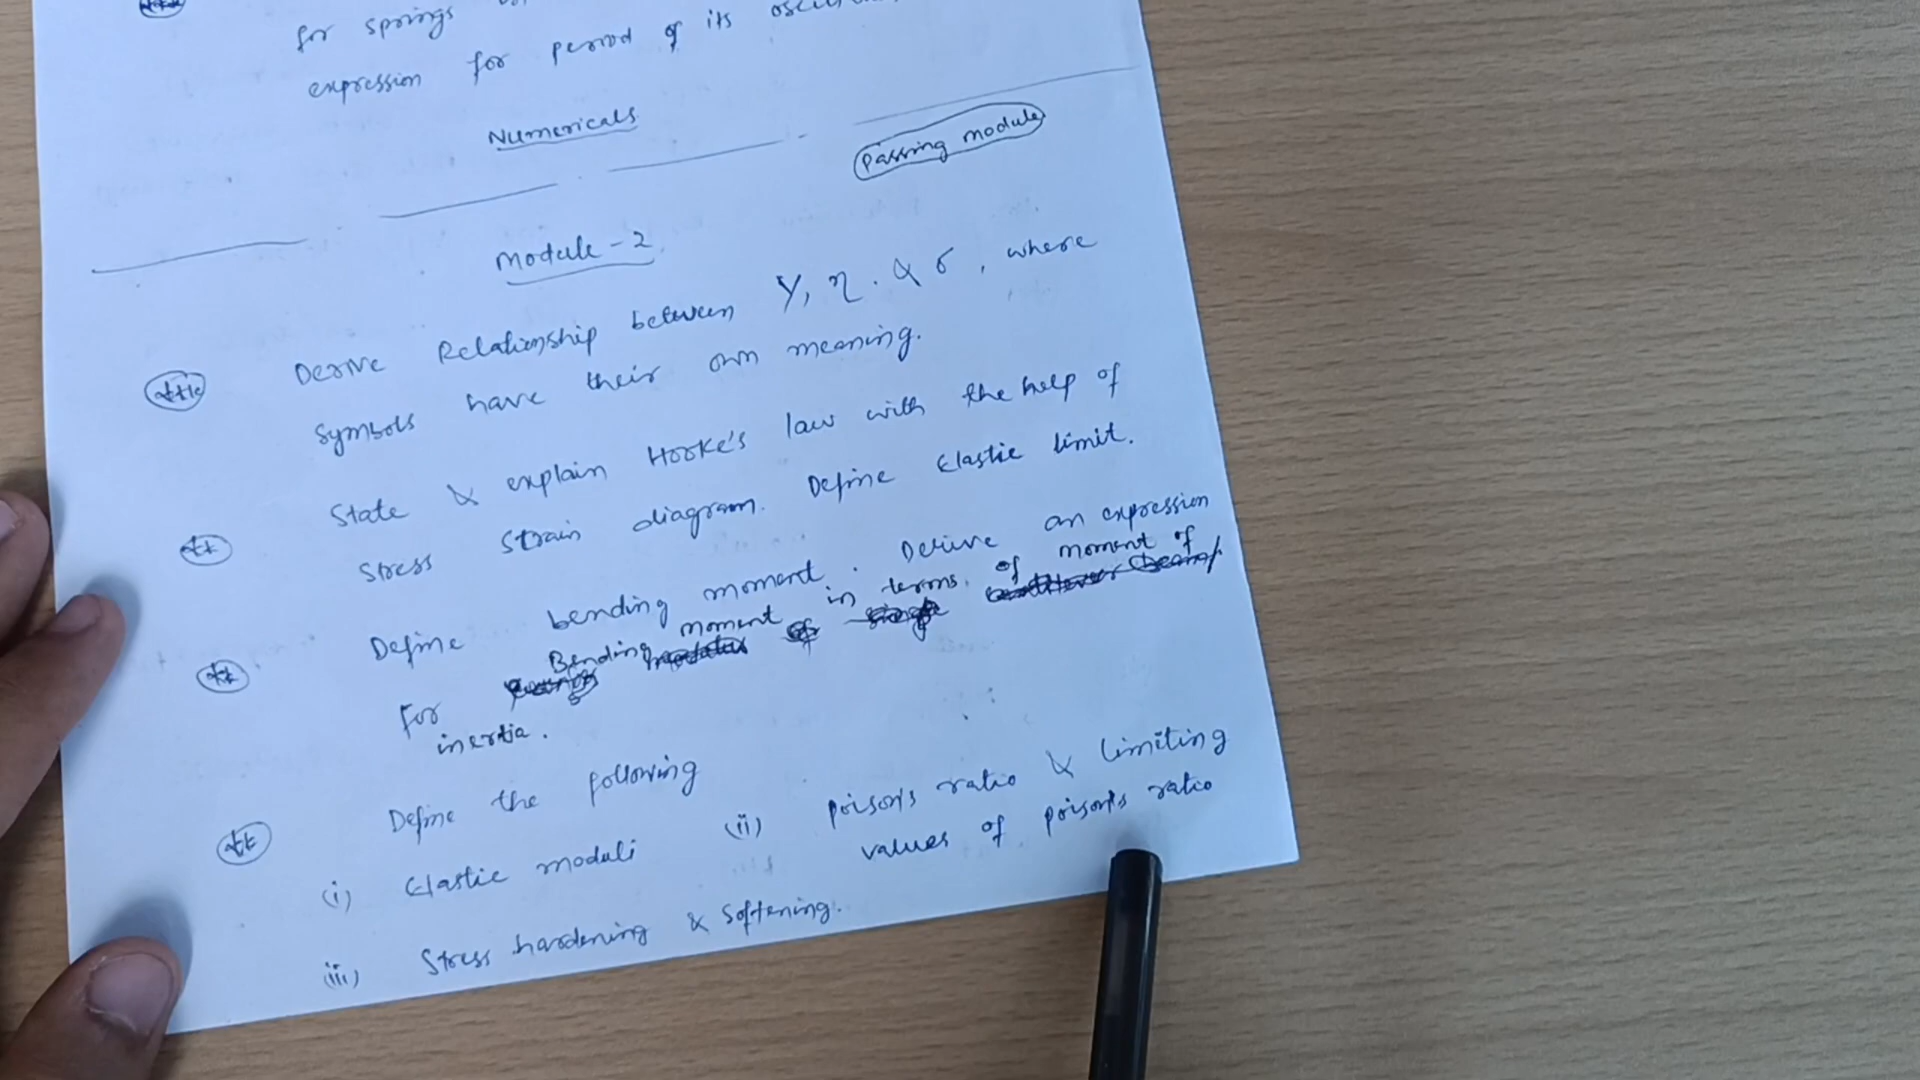 for springs
expression for period of its
Numericals
passing module
Module - 2
Derive Relationship between Y, η. & σ, where
symbols have their own meaning.
State & explain Hooke's law with the help of
stress strain diagram. Define Elastic limit.
Define bending moment. Derive an expression
For Bending moment in terms of moment of
inertia.
Define the following
(i) Elastic moduli (ii) poison's ratio & limiting
values of poison's ratio
(iii) Stress hardening & softening.